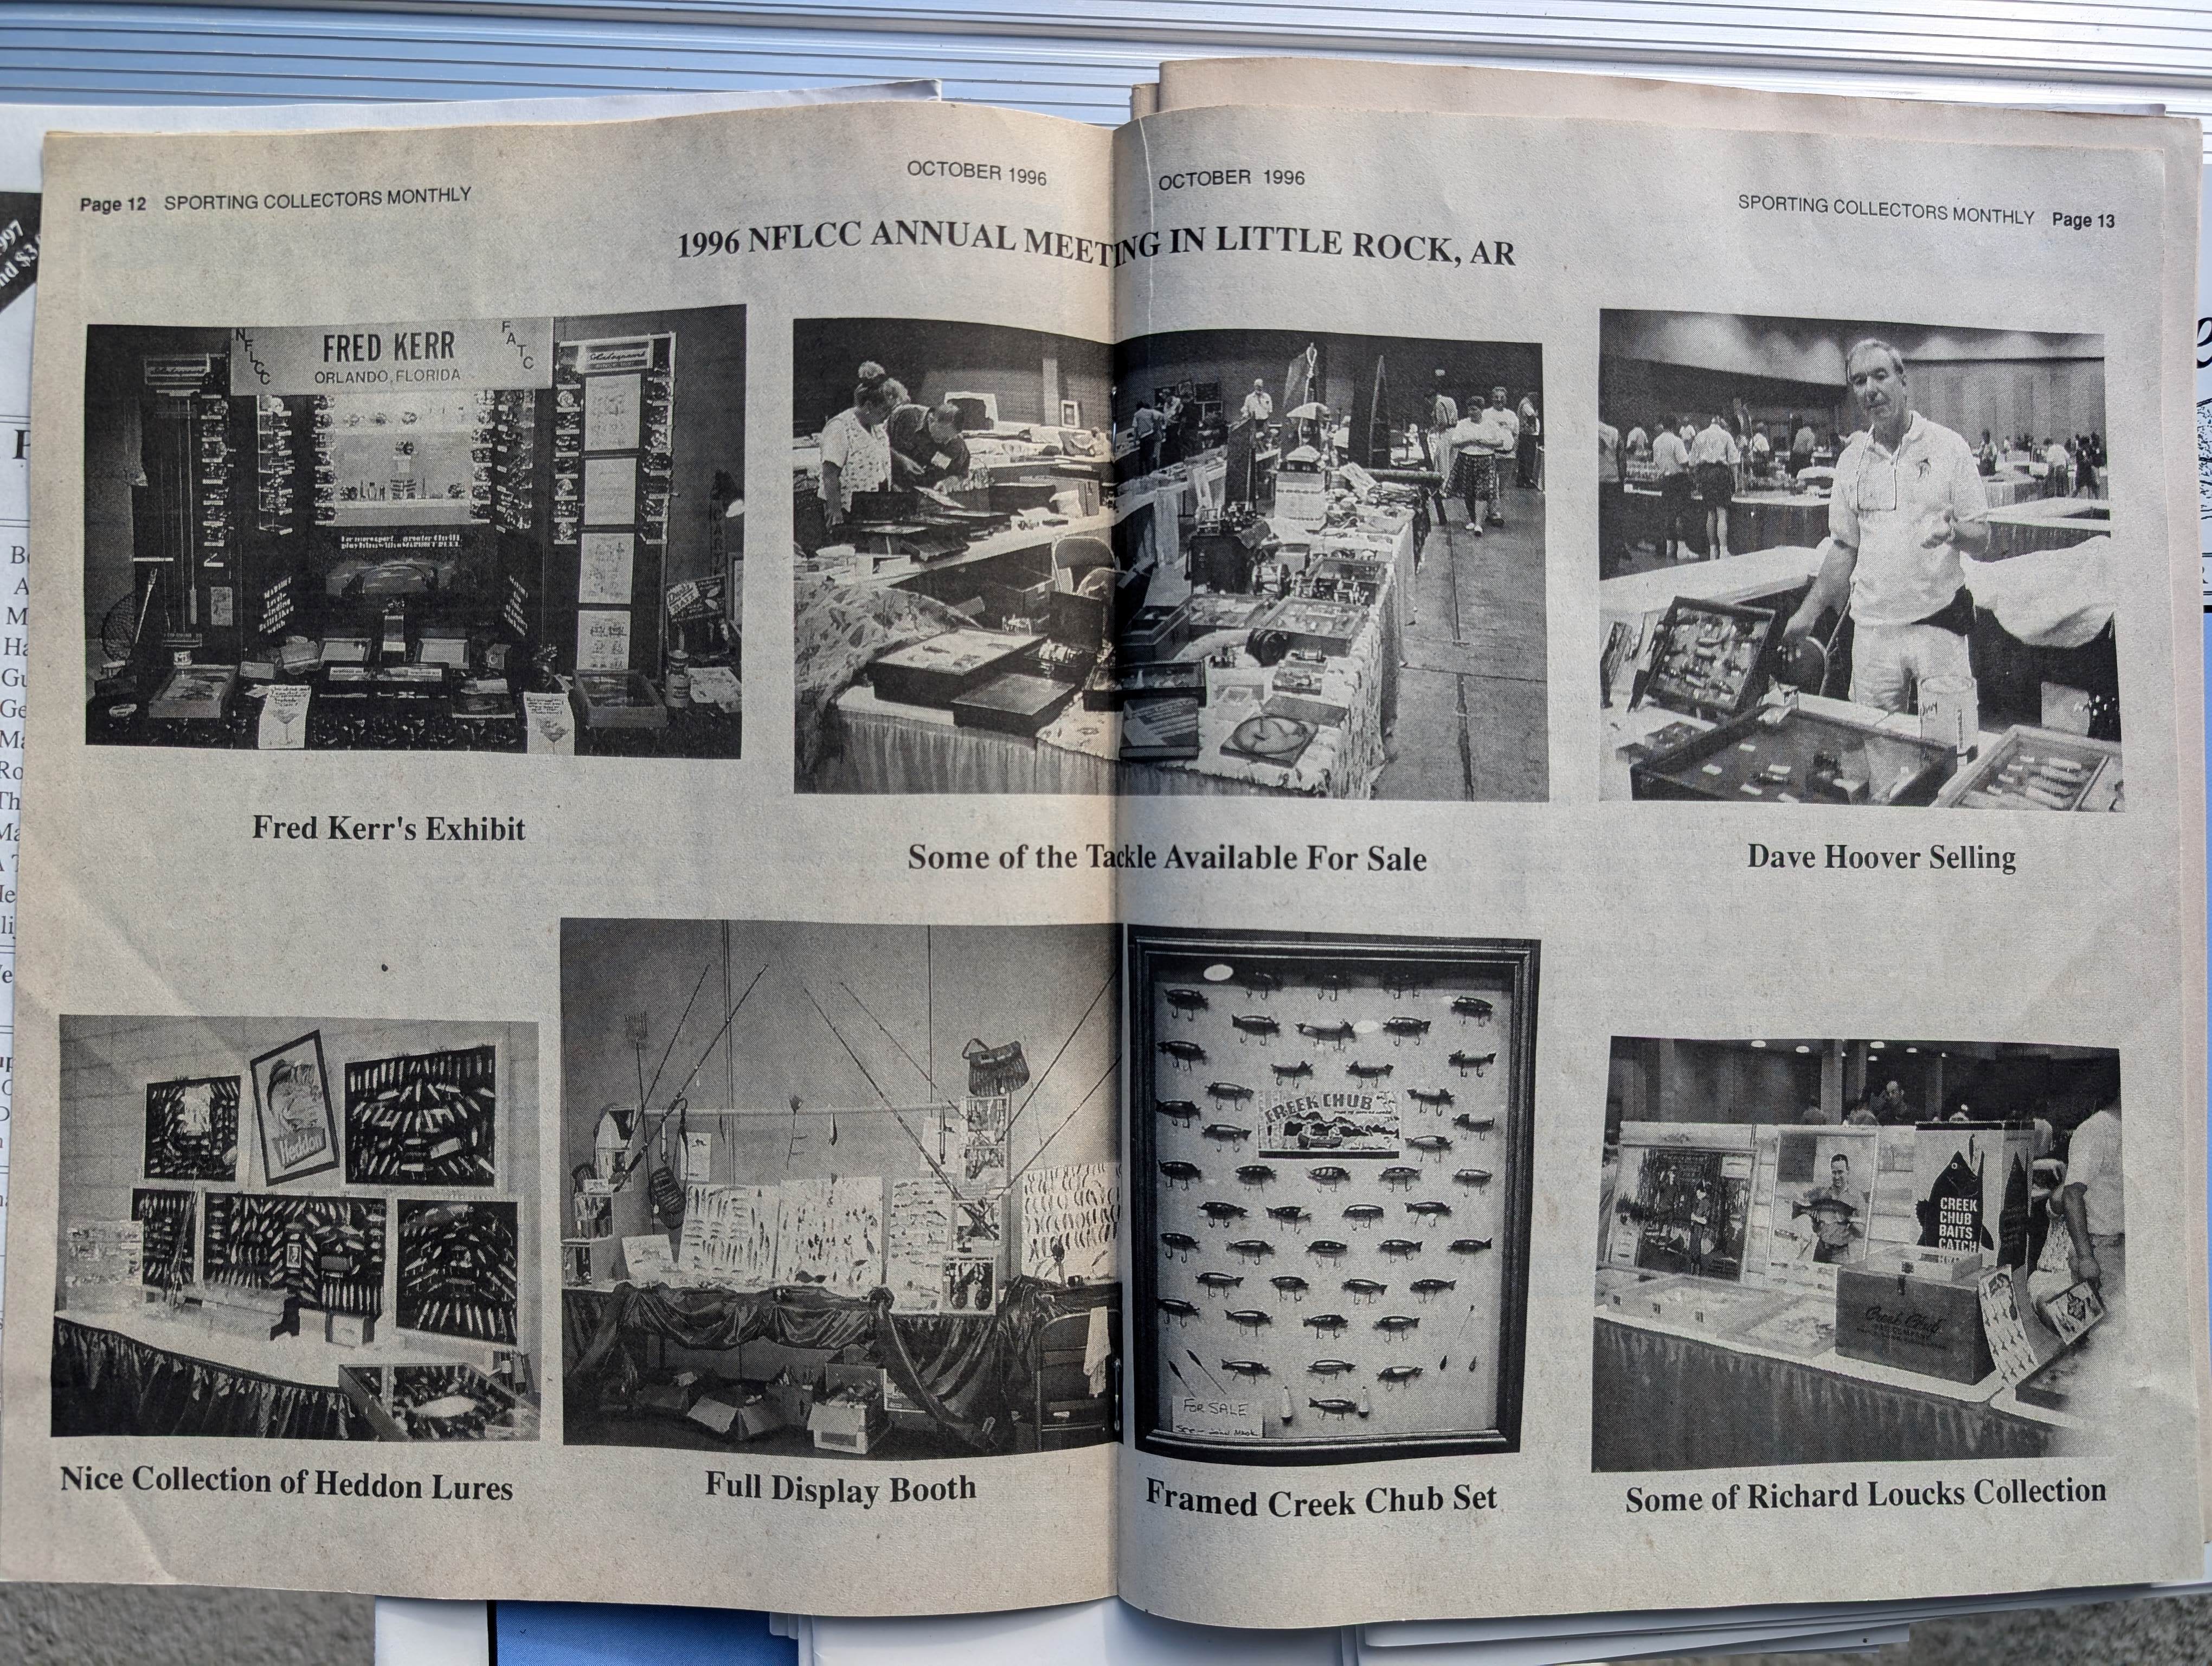 Page 12 SPORTING COLLECTORS MONTHLY
OCTOBER 1996
OCTOBER 1996
SPORTING COLLECTORS MONTHLY Page 13
1996 NFLCC ANNUAL MEETING IN LITTLE ROCK, AR
NFLCC
FRED KERR
FATC
ORLANDO, FLORIDA
Shakespeare
Fred Kerr's Exhibit
Some of the Tackle Available For Sale
Dave Hoover Selling
Heddon
CREEK CHUB
FOR SALE
CREEK
CHUB
BAITS
CATCH
Creek Chub
Nice Collection of Heddon Lures
Full Display Booth
Framed Creek Chub Set
Some of Richard Loucks Collection